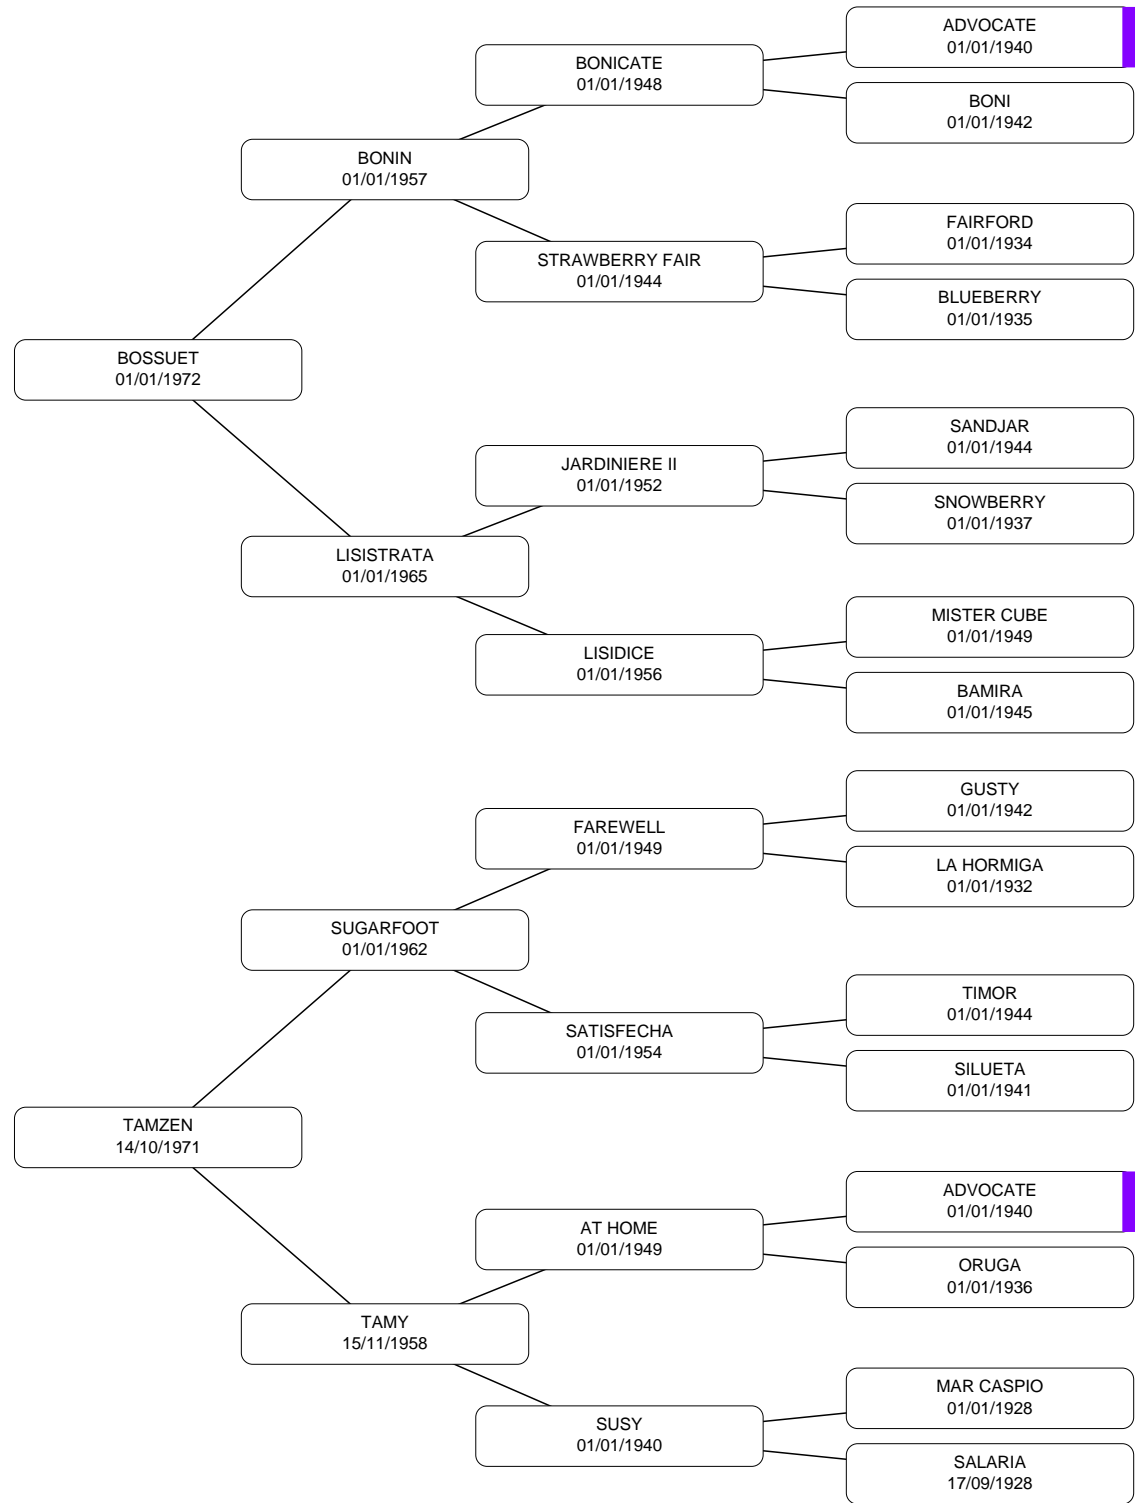 ADVOCATE
01/01/1940
BONICATE
01/01/1948
BONI
01/01/1942
BONIN
01/01/1957
FAIRFORD
01/01/1934
STRAWBERRY FAIR
01/01/1944
BLUEBERRY
01/01/1935
BOSSUET
01/01/1972
SANDJAR
01/01/1944
JARDINIERE II
01/01/1952
SNOWBERRY
01/01/1937
LISISTRATA
01/01/1965
MISTER CUBE
01/01/1949
LISIDICE
01/01/1956
BAMIRA
01/01/1945
GUSTY
01/01/1942
FAREWELL
01/01/1949
LA HORMIGA
01/01/1932
SUGARFOOT
01/01/1962
TIMOR
01/01/1944
SATISFECHA
01/01/1954
SILUETA
01/01/1941
TAMZEN
14/10/1971
ADVOCATE
01/01/1940
AT HOME
01/01/1949
ORUGA
01/01/1936
TAMY
15/11/1958
MAR CASPIO
01/01/1928
SUSY
01/01/1940
SALARIA
17/09/1928